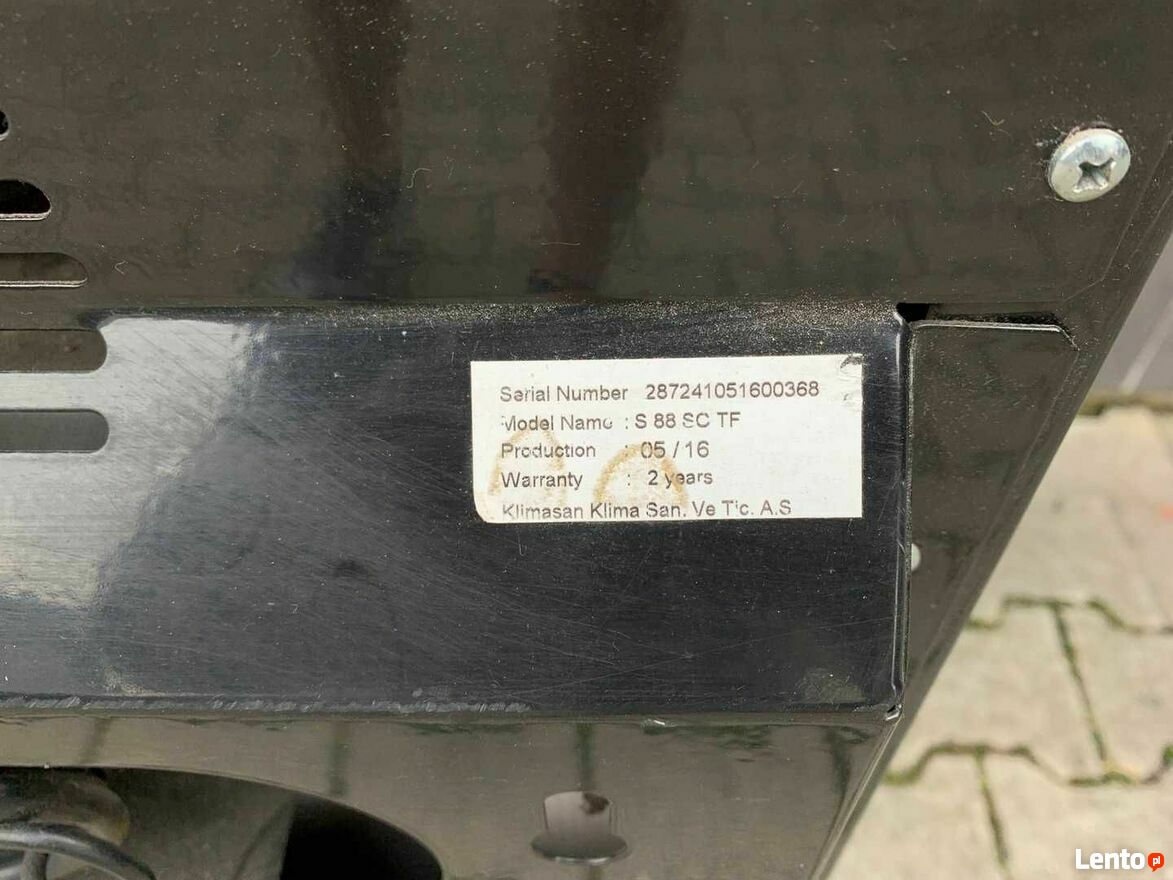 Serial Number 287241051600368
Model Name : S 88 SC TF
Production : 05 / 16
Warranty : 2 years
Klimasan Klima San. Ve Tic. A.S
Lento.pl